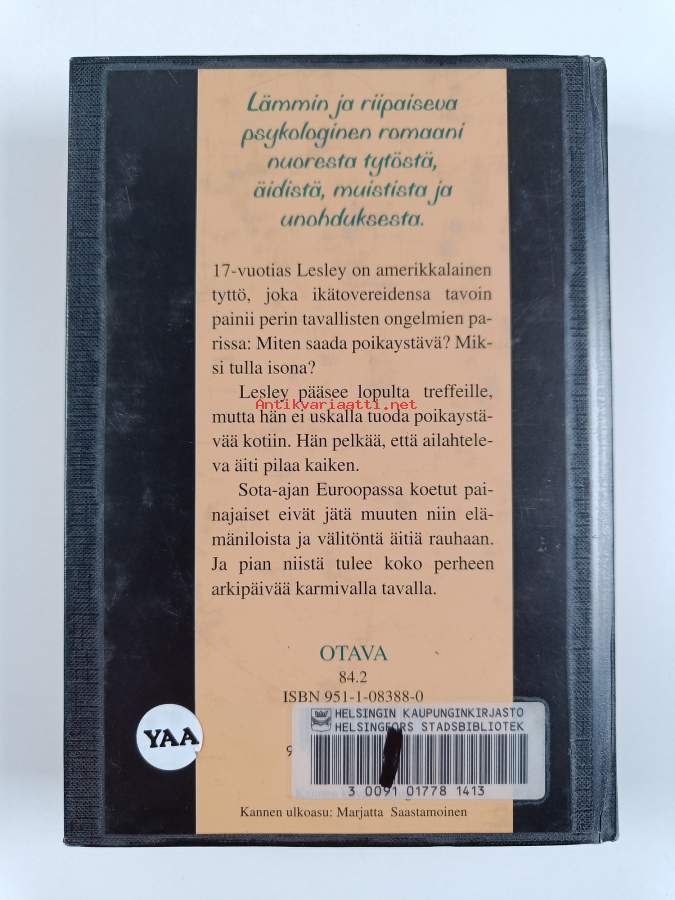 Lämmin ja riipaiseva
psykologinen romaani
nuoresta tytöstä,
äidistä, muistista ja
unohduksesta.
17-vuotias Lesley on amerikkalainen
tyttö, joka ikätovereidensa tavoin
painii perin tavallisten ongelmien pa-
rissa: Miten saada poikaystävä? Mik-
si tulla isona?
Lesley pääsee lopulta treffeille,
Antikvariaatti.net
mutta hän ei uskalla tuoda poikaystä-
vää kotiin. Hän pelkää, että ailahtele-
va äiti pilaa kaiken.
Sota-ajan Euroopassa koetut pai-
najaiset eivät jätä muuten niin elä-
mäniloista ja välitöntä äitiä rauhaan.
Ja pian niistä tulee koko perheen
arkipäivää karmivalla tavalla.
OTAVA
84.2
ISBN 951-1-08388-0
HELSINGIN KAUPUNGINKIRJASTO
HELSINGFORS STADSBIBLIOTEK
YAA
9
3 0091 01778 1413
Kannen ulkoasu: Marjatta Saastamoinen